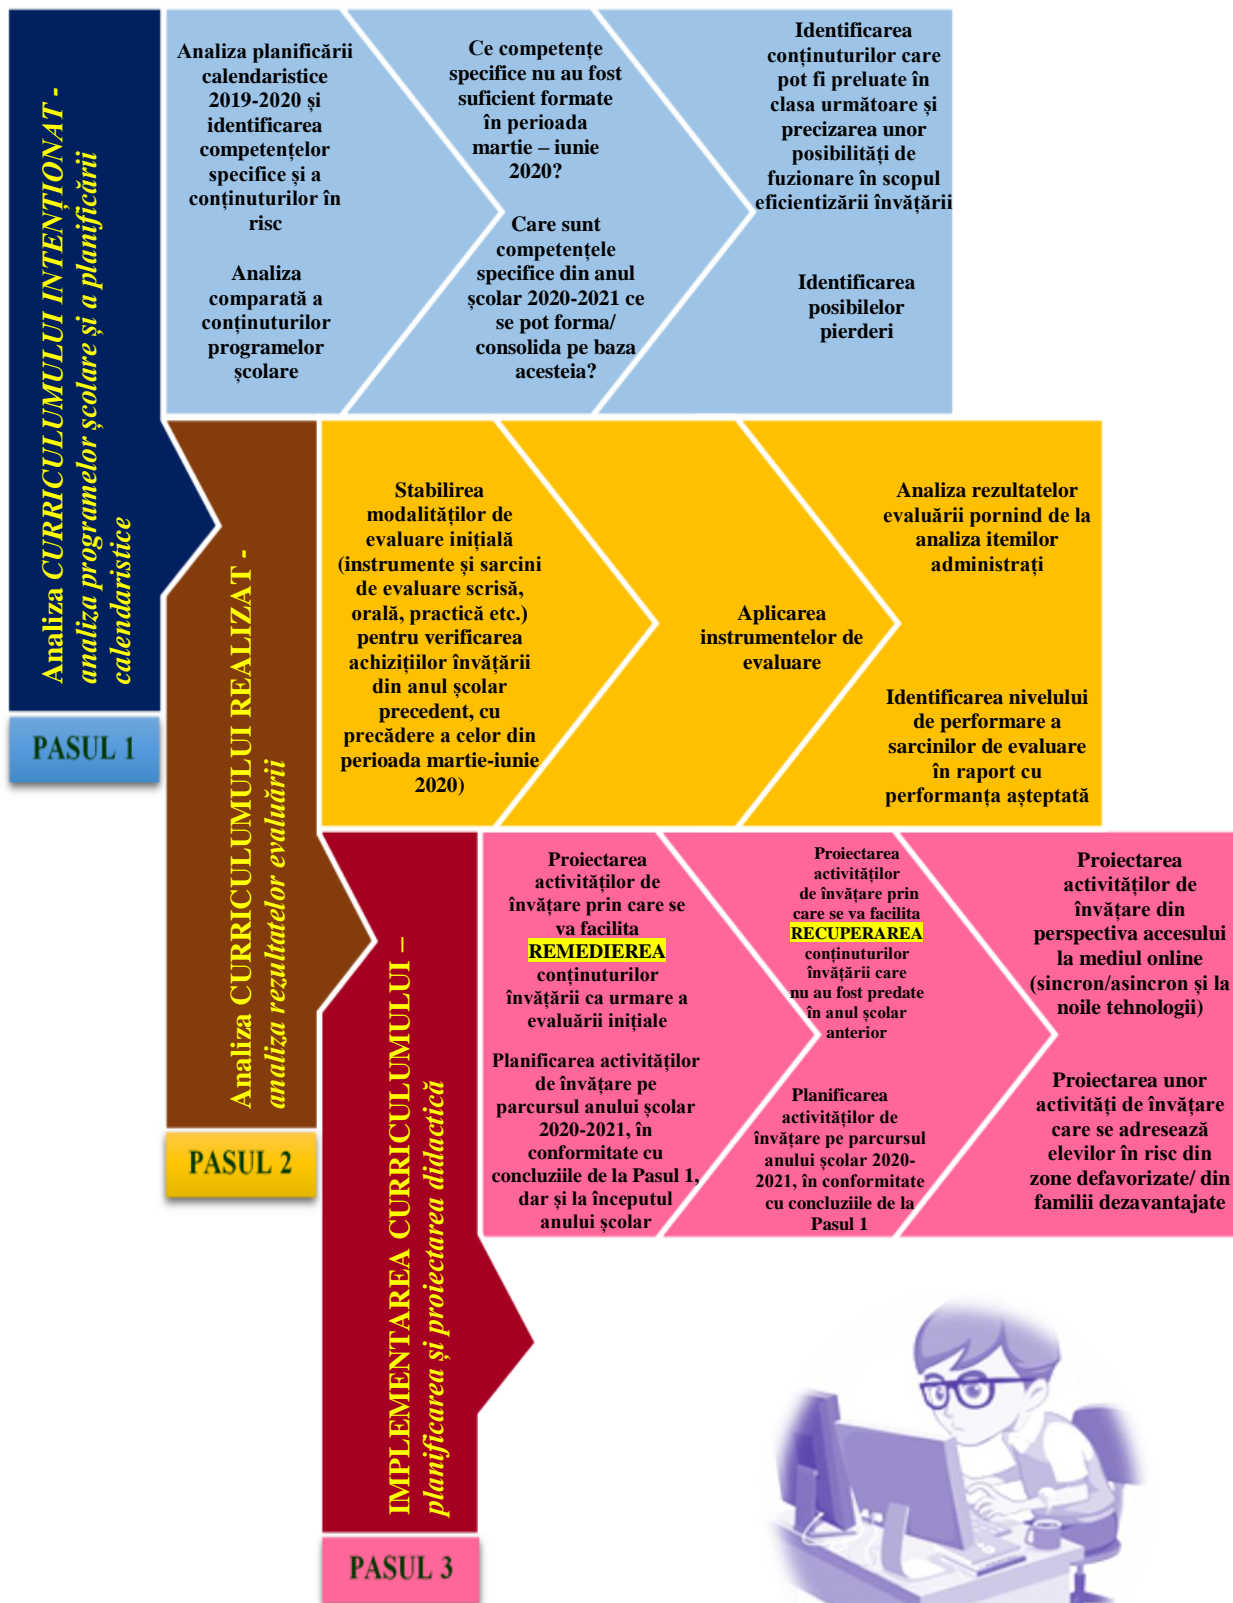 Analiza CURRICULUMULUI INTENȚIONAT -
analiza programelor școlare și a planificării
calendaristice
PASUL 1
Analiza planificării
calendaristice
2019-2020 și
identificarea
competențelor
specifice și a
conținuturilor în
risc
Analiza
comparată a
conținuturilor
programelor
școlare
Ce competențe
specifice nu au fost
suficient formate
în perioada
martie – iunie
2020?
Care sunt
competențele
specifice din anul
școlar 2020-2021 ce
se pot forma/
consolida pe baza
acesteia?
Identificarea
conținuturilor care
pot fi preluate în
clasa următoare și
precizarea unor
posibilități de
fuzionare în scopul
eficientizării învățării
Identificarea
posibilelor
pierderi
Analiza CURRICULUMULUI REALIZAT -
analiza rezultatelor evaluării
PASUL 2
Stabilirea
modalităților de
evaluare inițială
(instrumente și sarcini
de evaluare scrisă,
orală, practică etc.)
pentru verificarea
achizițiilor învățării
din anul școlar
precedent, cu
precădere a celor din
perioada martie-iunie
2020)
Aplicarea
instrumentelor de
evaluare
Analiza rezultatelor
evaluării pornind de la
analiza itemilor
administrați
Identificarea nivelului
de performare a
sarcinilor de evaluare
în raport cu
performanța așteptată
IMPLEMENTAREA CURRICULUMULUI –
planificarea și proiectarea didactică
PASUL 3
Proiectarea
activităților de
învățare prin care se
va facilita
REMEDIEREA
conținuturilor
învățării ca urmare a
evaluării inițiale
Planificarea activităților
de învățare pe
parcursul anului școlar
2020-2021, în
conformitate cu
concluziile de la Pasul 1,
dar și la începutul
anului școlar
Proiectarea
activităților
de învățare prin
care se va facilita
RECUPERAREA
conținuturilor
învățării care
nu au fost predate
în anul școlar
anterior
Planificarea
activităților de
învățare pe parcursul
anului școlar 2020-
2021, în conformitate
cu concluziile de la
Pasul 1
Proiectarea
activităților de
învățare din
perspectiva accesului
la mediul online
(sincron/asincron și la
noile tehnologii)
Proiectarea unor
activități de învățare
care se adresează
elevilor în risc din
zone defavorizate/ din
familii dezavantajate